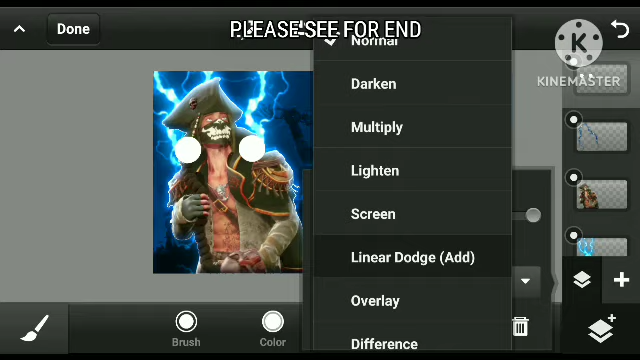 PLEASE SEE FOR END
Done
Normal
K
KINEMASTER
Darken
Multiply
Lighten
Screen
Linear Dodge (Add)
Overlay
Difference
Brush
Color